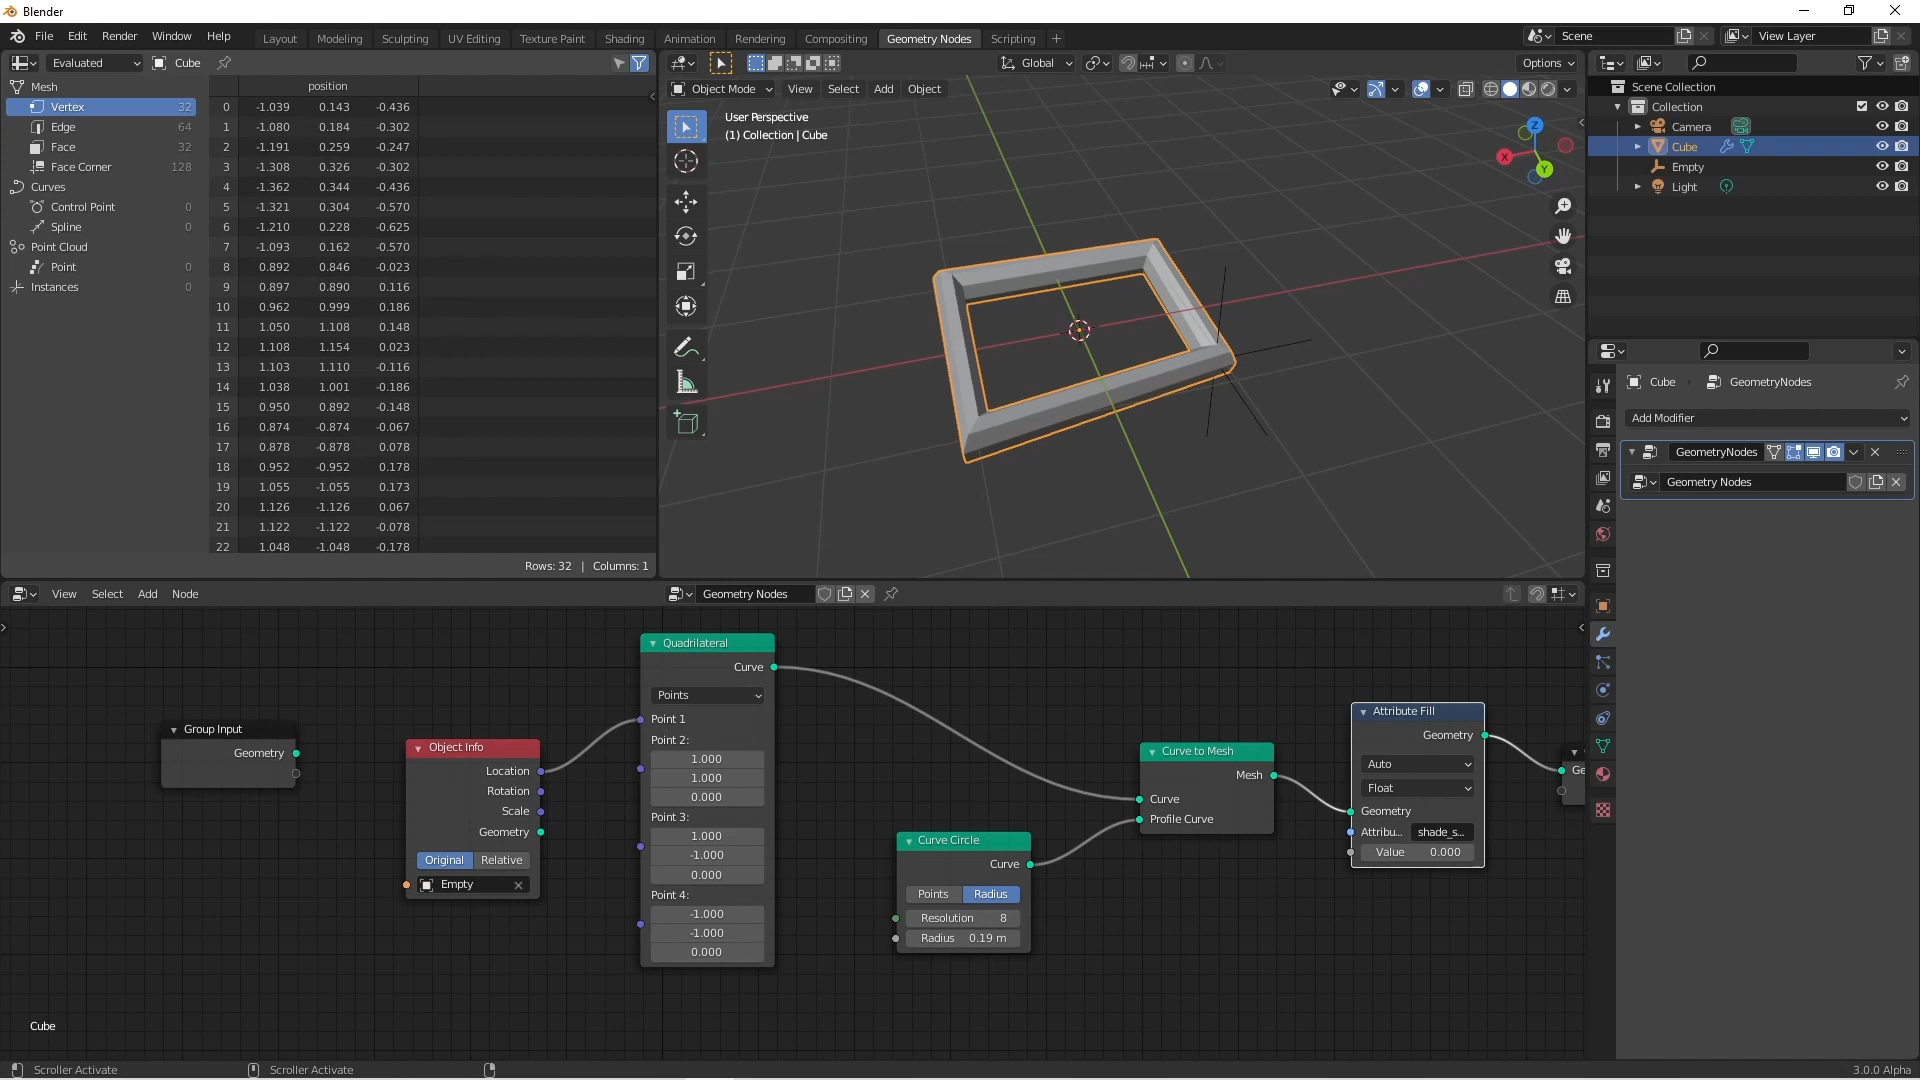 Blender
File Edit Render Window Help
Layout Modeling Sculpting UV Editing Texture Paint Shading Animation Rendering Compositing Geometry Nodes Scripting +
Scene
View Layer
Evaluated
Cube
Mesh
Vertex 32
Edge 64
Face 32
Face Corner 128
Curves
Control Point 0
Spline 0
Point Cloud
Point 0
Instances 0
position
0 -1.039 0.143 -0.436
1 -1.080 0.184 -0.302
2 -1.191 0.259 -0.247
3 -1.308 0.326 -0.302
4 -1.362 0.344 -0.436
5 -1.321 0.304 -0.570
6 -1.210 0.228 -0.625
7 -1.093 0.162 -0.570
8 0.892 0.846 -0.023
9 0.897 0.890 0.116
10 0.962 0.999 0.186
11 1.050 1.108 0.148
12 1.108 1.154 0.023
13 1.103 1.110 -0.116
14 1.038 1.001 -0.186
15 0.950 0.892 -0.148
16 0.874 -0.874 -0.067
17 0.878 -0.878 0.078
18 0.952 -0.952 0.178
19 1.055 -1.055 0.173
20 1.126 -1.126 0.067
21 1.122 -1.122 -0.078
22 1.048 -1.048 -0.178
Rows: 32 | Columns: 1
Global
Options
Object Mode View Select Add Object
User Perspective
(1) Collection | Cube
Z
X
Y
Scene Collection
Collection
Camera
Cube
Empty
Light
Cube
GeometryNodes
Add Modifier
GeometryNodes
Geometry Nodes
View Select Add Node
Geometry Nodes
Group Input
Geometry
Object Info
Location
Rotation
Scale
Geometry
Original Relative
Empty
Quadrilateral
Curve
Points
Point 1
Point 2:
1.000
1.000
0.000
Point 3:
1.000
-1.000
0.000
Point 4:
-1.000
-1.000
0.000
Curve Circle
Curve
Points Radius
Resolution 8
Radius 0.19 m
Curve to Mesh
Mesh
Curve
Profile Curve
Attribute Fill
Geometry
Auto
Float
Geometry
Attribu... shade_s...
Value 0.000
Ge
Cube
Scroller Activate
Scroller Activate
3.0.0 Alpha